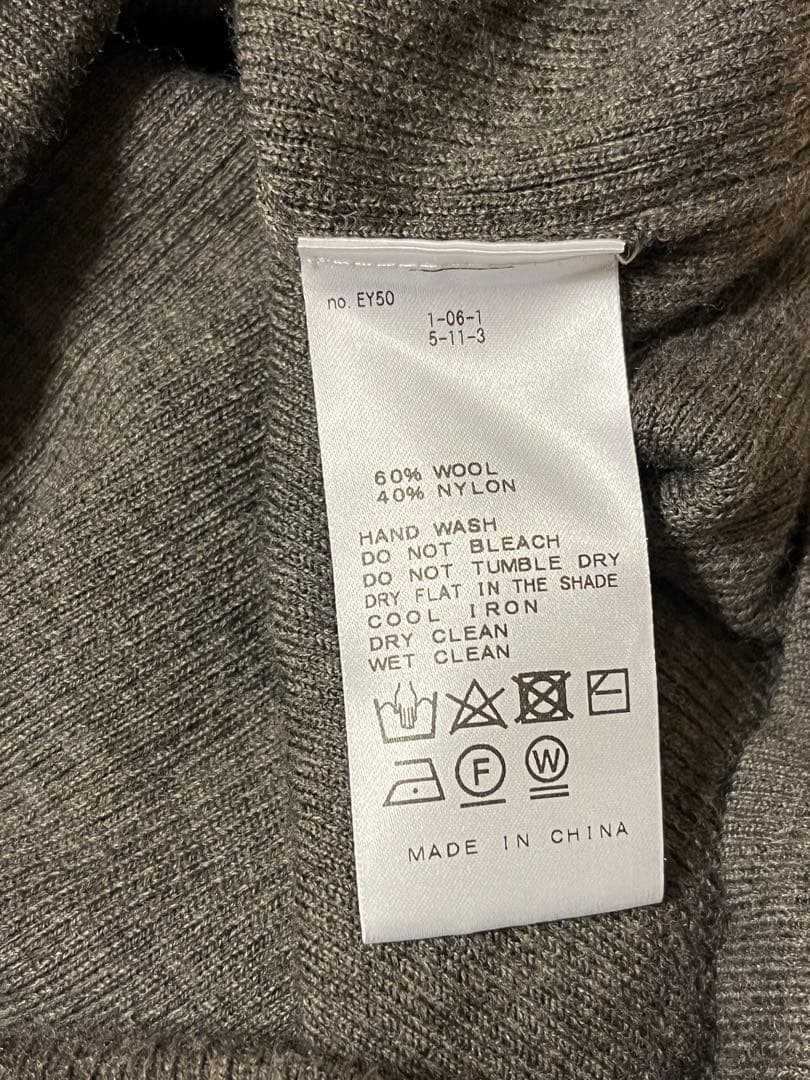 no. EY50
1-06-1
5-11-3
60% WOOL
40% NYLON
HAND WASH
DO NOT BLEACH
DO NOT TUMBLE DRY
DRY FLAT IN THE SHADE
COOL IRON
DRY CLEAN
WET CLEAN
F W
MADE IN CHINA